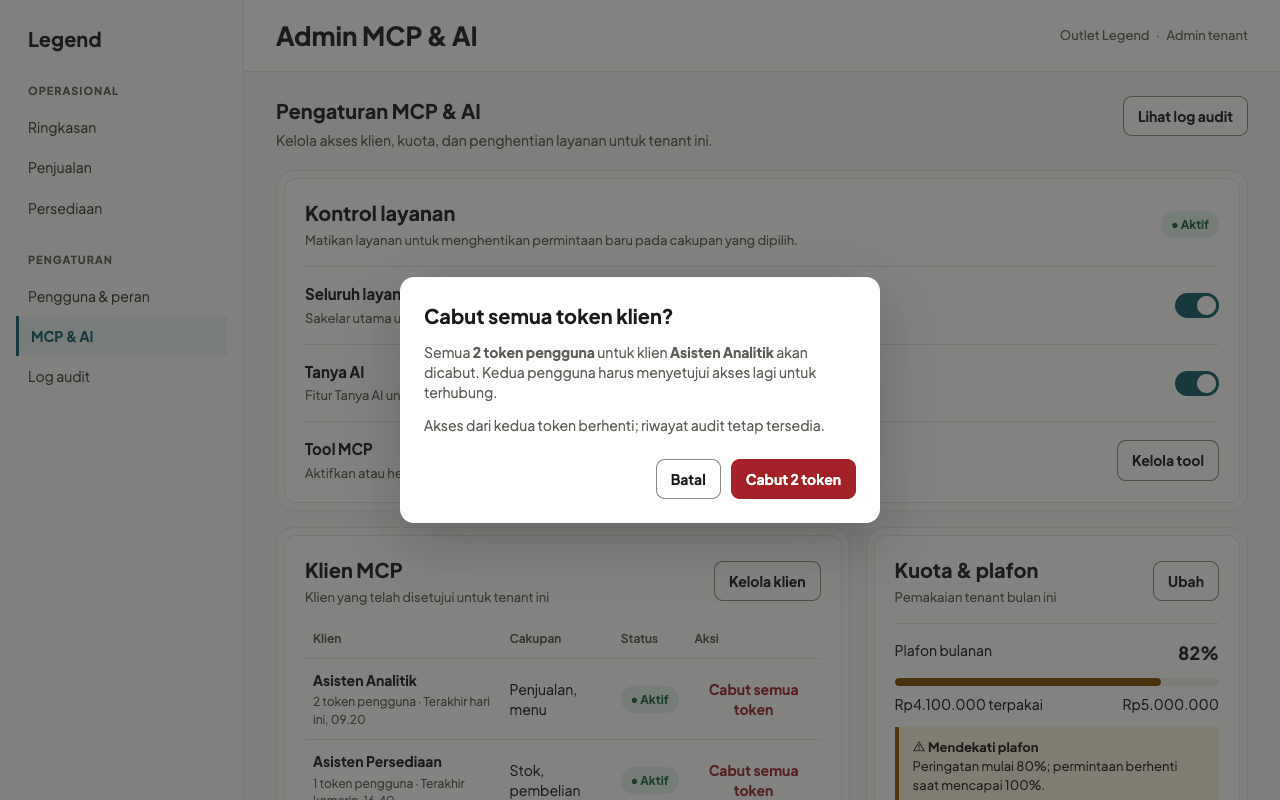 Legend
OPERASIONAL
Ringkasan
Penjualan
Persediaan
PENGATURAN
Pengguna & peran
MCP & AI
Log audit
Admin MCP & AI
Outlet Legend · Admin tenant
Pengaturan MCP & AI
Kelola akses klien, kuota, dan penghentian layanan untuk tenant ini.
Lihat log audit
Kontrol layanan
Matikan layanan untuk menghentikan permintaan baru pada cakupan yang dipilih.
● Aktif
Seluruh
Sakelar utama
Tanya AI
Fitur Tanya AI
Tool MCP
Aktifkan atau
Kelola tool
Cabut semua token klien?
Semua 2 token pengguna untuk klien Asisten Analitik akan
dicabut. Kedua pengguna harus menyetujui akses lagi untuk
terhubung.
Akses dari kedua token berhenti; riwayat audit tetap tersedia.
Batal
Cabut 2 token
Klien MCP
Klien yang telah disetujui untuk tenant ini
Kelola klien
Klien Cakupan Status Aksi
Asisten Analitik
2 token pengguna · Terakhir hari
ini, 09.20
Penjualan,
menu
● Aktif
Cabut semua
token
Asisten Persediaan
1 token pengguna · Terakhir
kemarin, 16.40
Stok,
pembelian
● Aktif
Cabut semua
token
Kuota & plafon
Pemakaian tenant bulan ini
Ubah
Plafon bulanan 82%
Rp4.100.000 terpakai Rp5.000.000
⚠ Mendekati plafon
Peringatan mulai 80%; permintaan berhenti
saat mencapai 100%.